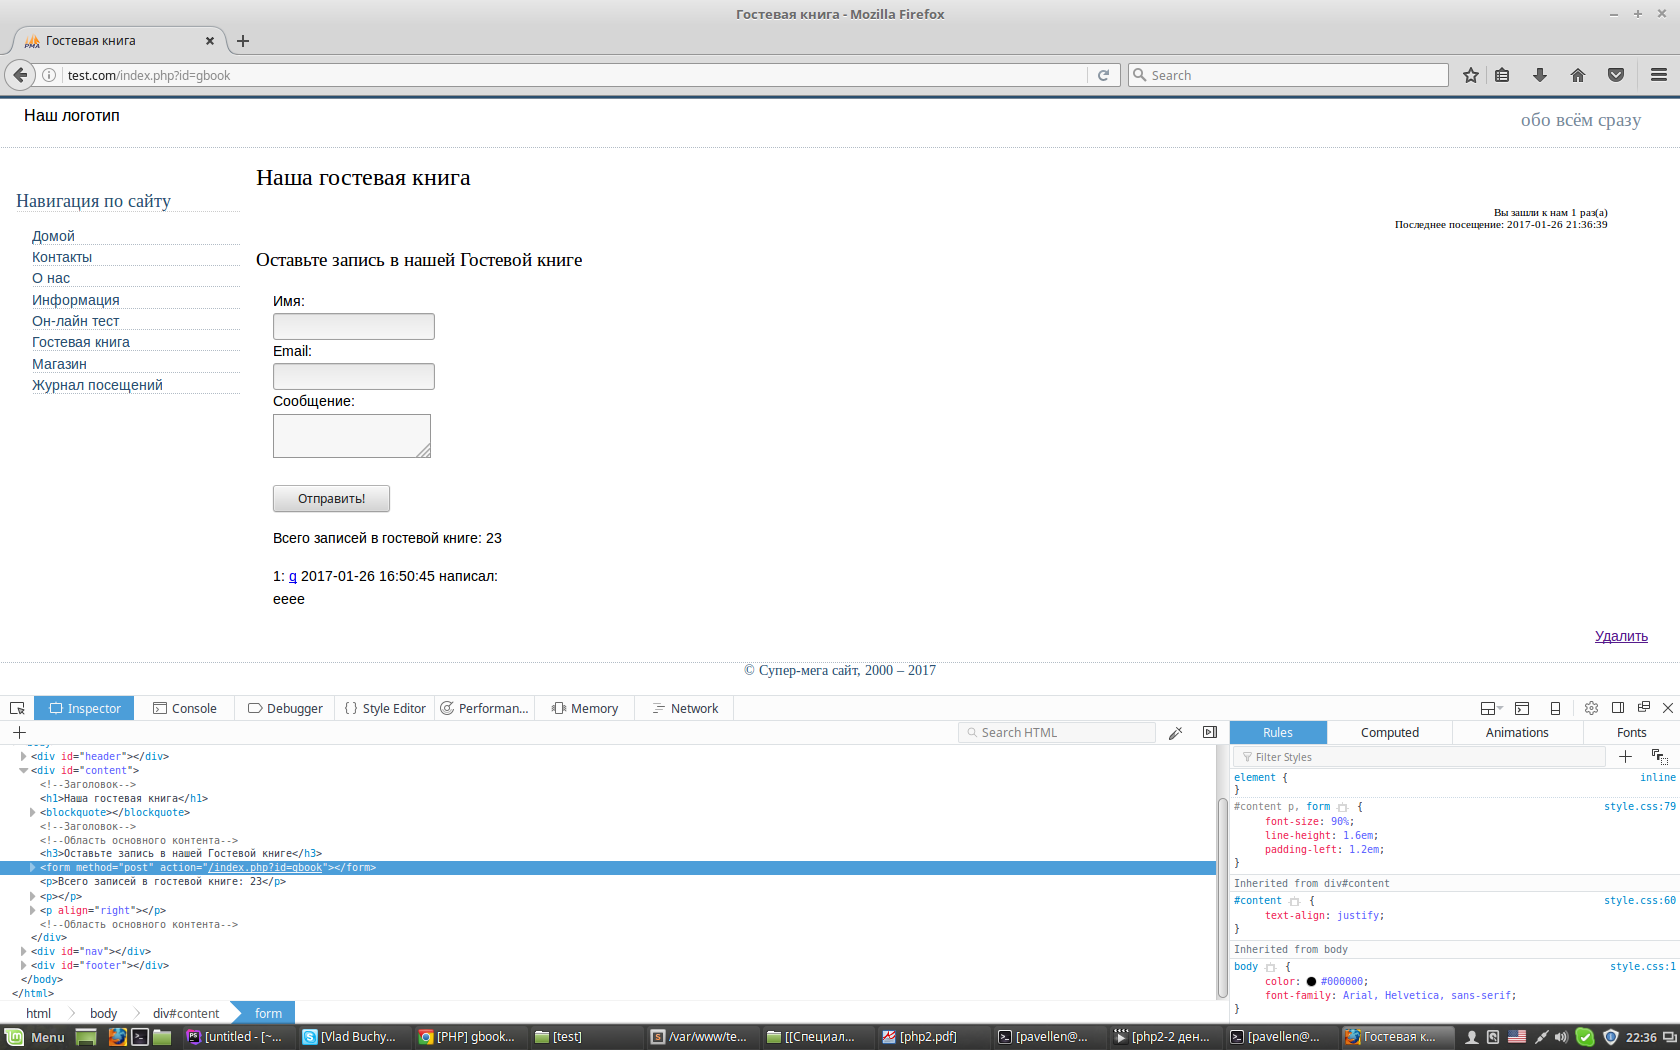 Гостевая книга - Mozilla Firefox
Гостевая книга
test.com/index.php?id=gbook
Search
Наш логотип
обо всём сразу
Наша гостевая книга
Навигация по сайту
Вы зашли к нам 1 раз(а)
Последнее посещение: 2017-01-26 21:36:39
Домой
Контакты
О нас
Информация
Он-лайн тест
Гостевая книга
Магазин
Журнал посещений
Оставьте запись в нашей Гостевой книге
Имя:
Email:
Сообщение:
Отправить!
Всего записей в гостевой книге: 23
1: q 2017-01-26 16:50:45 написал:
ееее
Удалить
© Супер-мега сайт, 2000 – 2017
Inspector Console Debugger { } Style Editor Performan... Memory Network
Search HTML
<div id="header"></div>
<div id="content">
<!--Заголовок-->
<h1>Наша гостевая книга</h1>
<blockquote></blockquote>
<!--Заголовок-->
<!--Область основного контента-->
<h3>Оставьте запись в нашей Гостевой книге</h3>
<form method="post" action="/index.php?id=gbook"></form>
<p>Всего записей в гостевой книге: 23</p>
<p></p>
<p align="right"></p>
<!--Область основного контента-->
</div>
<div id="nav"></div>
<div id="footer"></div>
</body>
</html>
html body div#content form
Rules Computed Animations Fonts
Filter Styles
element { inline
}
#content p, form { style.css:79
font-size: 90%;
line-height: 1.6em;
padding-left: 1.2em;
}
Inherited from div#content
#content { style.css:60
text-align: justify;
}
Inherited from body
body { style.css:1
color: #000000;
font-family: Arial, Helvetica, sans-serif;
}
Menu [untitled - [~... [Vlad Buchy... [PHP] gbook... [test] /var/www/te... [[Специал... [php2.pdf] [pavellen@... [php2-2 ден... [pavellen@... Гостевая к... 22:36